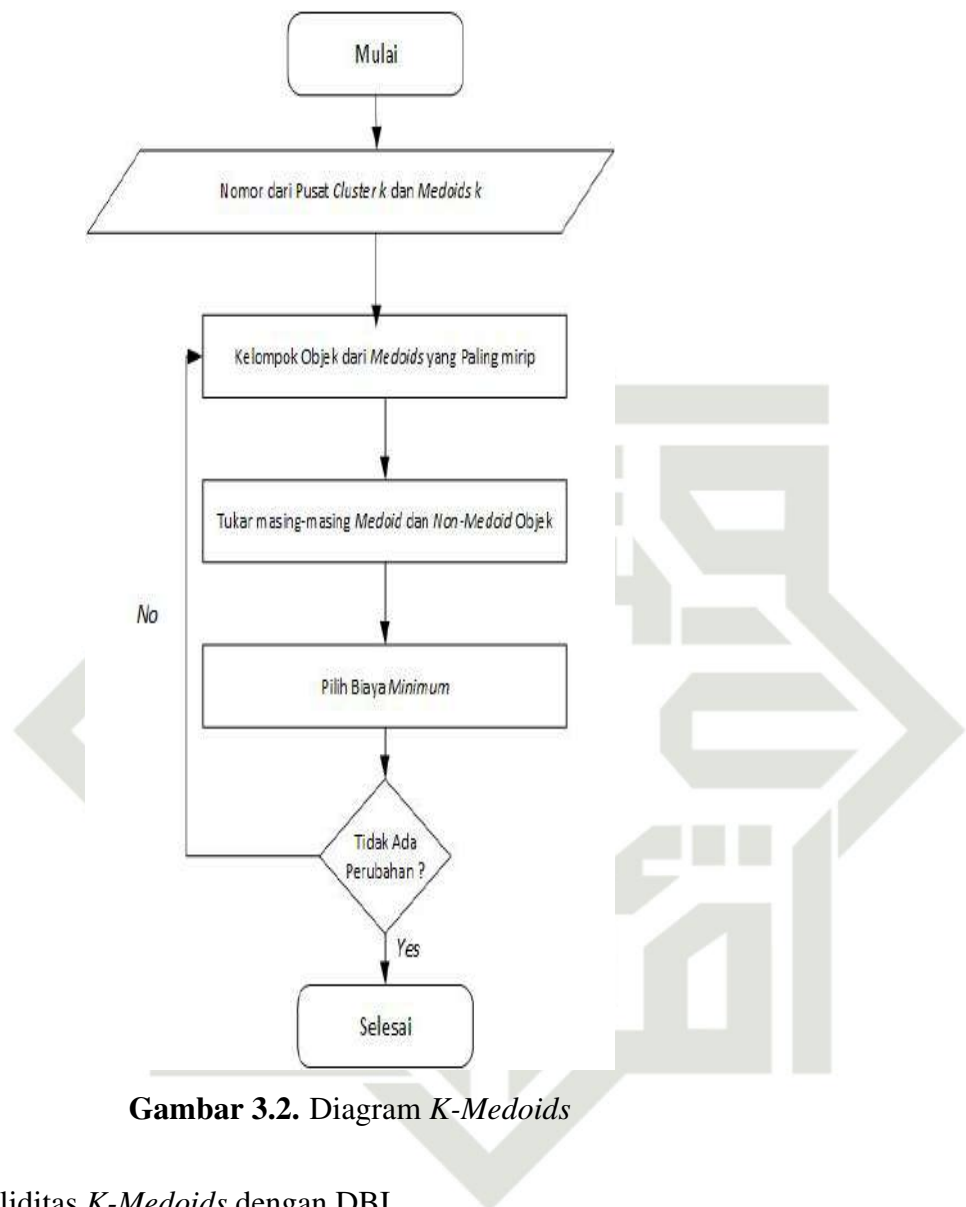 Mulai
Nomor dari Pusat Cluster k dan Medoids k
Kelompok Objek dari Medoids yang Paling mirip
Tukar masing-masing Medoid dan Non-Medoid Objek
No
Pilih Biaya Minimum
Tidak Ada
Perubahan ?
Yes
Selesai
Gambar 3.2. Diagram K-Medoids
liditas K-Medoids dengan DBI